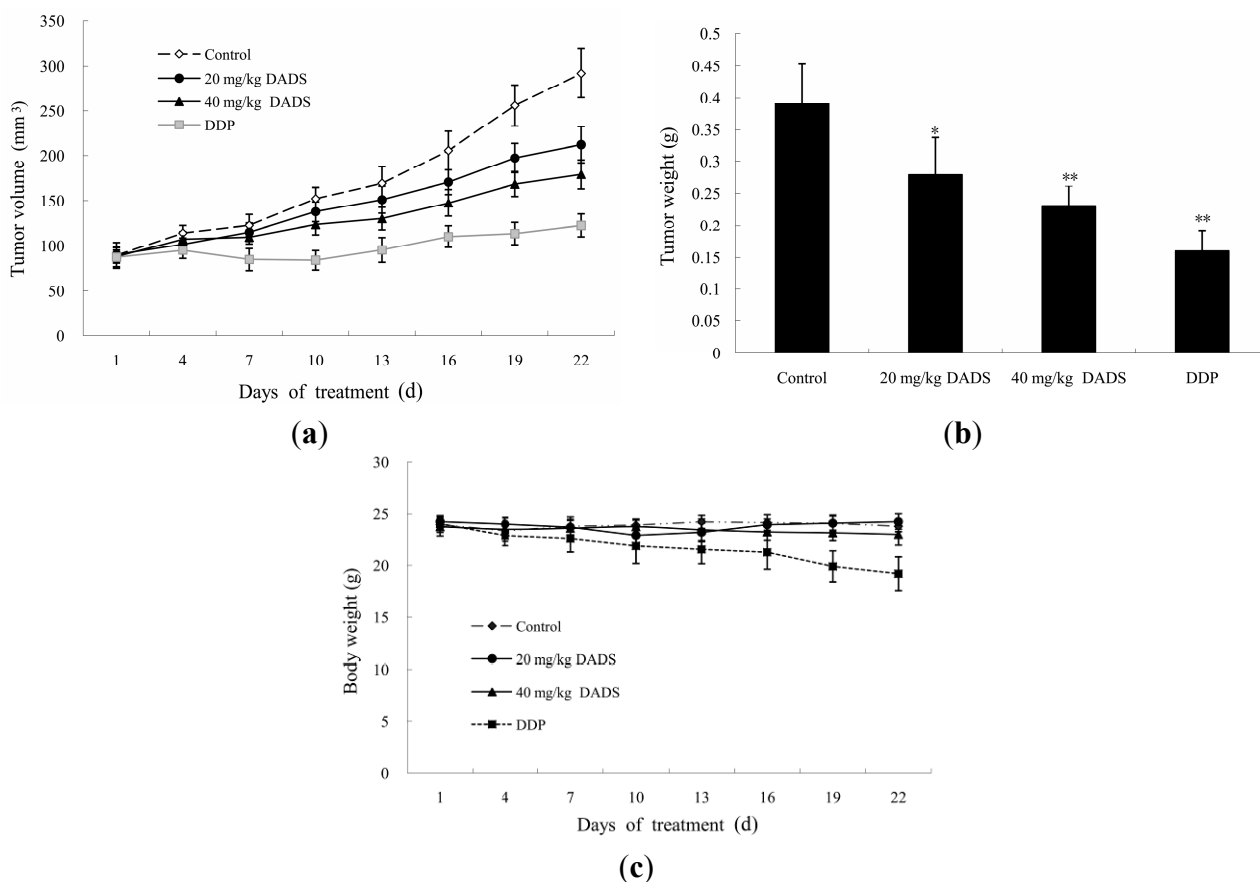 350
300
250
200
150
100
50
0
Tumor volume (mm 3)
Control
20 mg/kg DADS
40 mg/kg DADS
DDP
1 4 7 10 13 16 19 22
Days of treatment (d)
(a)
0.5
0.45
0.4
0.35
0.3
0.25
0.2
0.15
0.1
0.05
0
Tumor weight (g)
*
**
**
Control 20 mg/kg DADS 40 mg/kg DADS DDP
(b)
30
25
20
15
10
5
0
Body weight (g)
Control
20 mg/kg DADS
40 mg/kg DADS
DDP
1 4 7 10 13 16 19 22
Days of treatment (d)
(c)